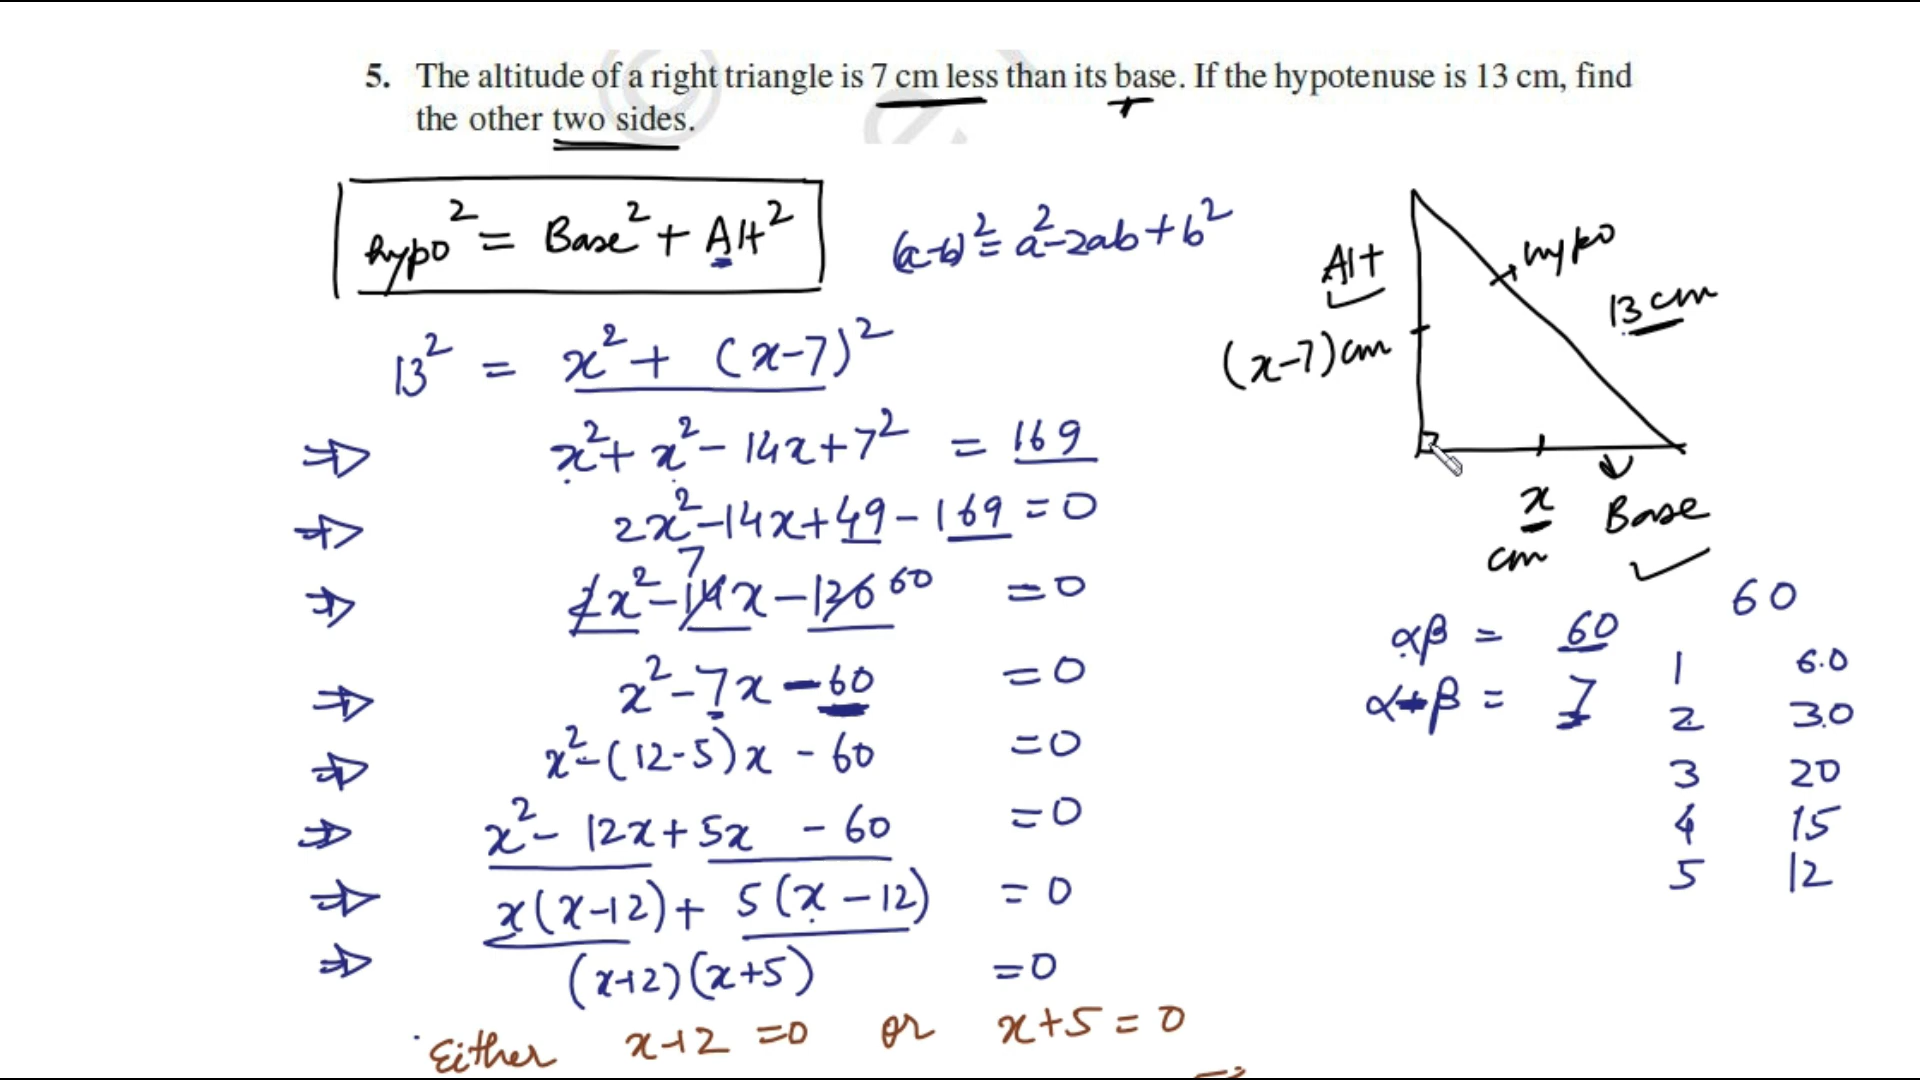 5. The altitude of a right triangle is 7 cm less than its base. If the hypotenuse is 13 cm, find
the other two sides.
hypo² = Base² + Alt²
(a-b)² = a²-2ab+b²
Alt
hypo
13 cm
(x-7) cm
x
cm
Base
13² = x² + (x-7)²
⇒ x² + x² - 14x + 7² = 169
⇒ 2x² - 14x + 49 - 169 = 0
7
⇒ 2x² - 14x - 120 60 = 0
⇒ x² - 7x - 60 = 0
⇒ x² - (12-5)x - 60 = 0
⇒ x² - 12x + 5x - 60 = 0
⇒ x(x-12) + 5(x-12) = 0
⇒ (x-12)(x+5) = 0
Either x-12 = 0 or x+5 = 0
αβ = 60
α+β = 7
60
1 60
2 30
3 20
4 15
5 12